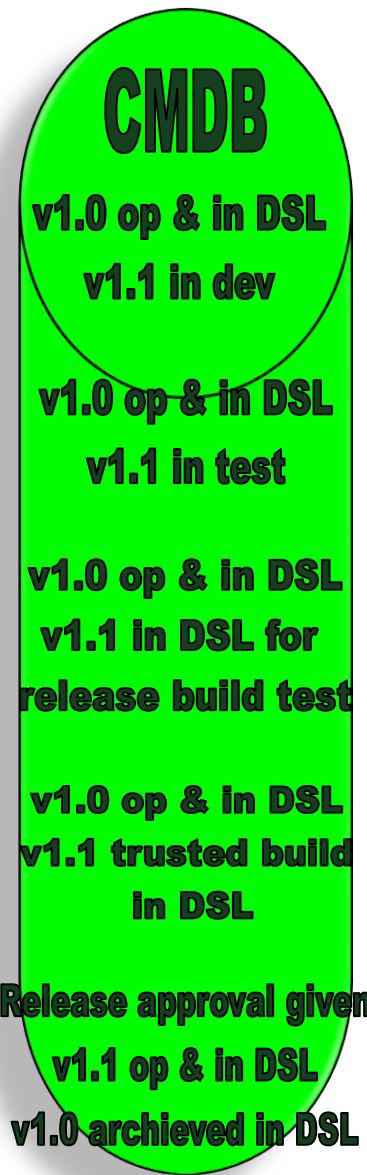 CMDB
v1.0 op & in DSL
v1.1 in dev
v1.0 op & in DSL
v1.1 in test
v1.0 op & in DSL
v1.1 in DSL for
release build test
v1.0 op & in DSL
v1.1 trusted build
in DSL
Release approval given
v1.1 op & in DSL
v1.0 archieved in DSL